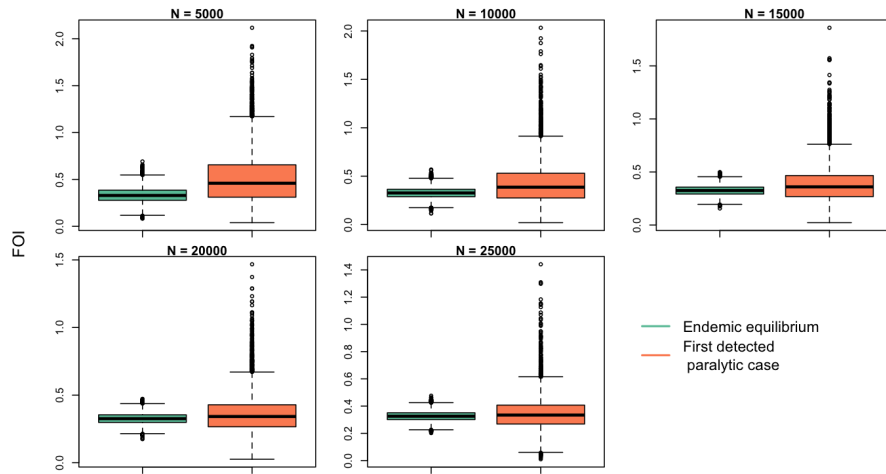 N = 5000
N = 10000
N = 15000
2.0
1.5
1.0
0.5
0.0
2.0
1.5
1.0
0.5
0.0
1.5
1.0
0.5
0.0
FOI
N = 20000
N = 25000
1.5
1.0
0.5
0.0
1.4
1.2
1.0
0.8
0.6
0.4
0.2
0.0
Endemic equilibrium
First detected
paralytic case